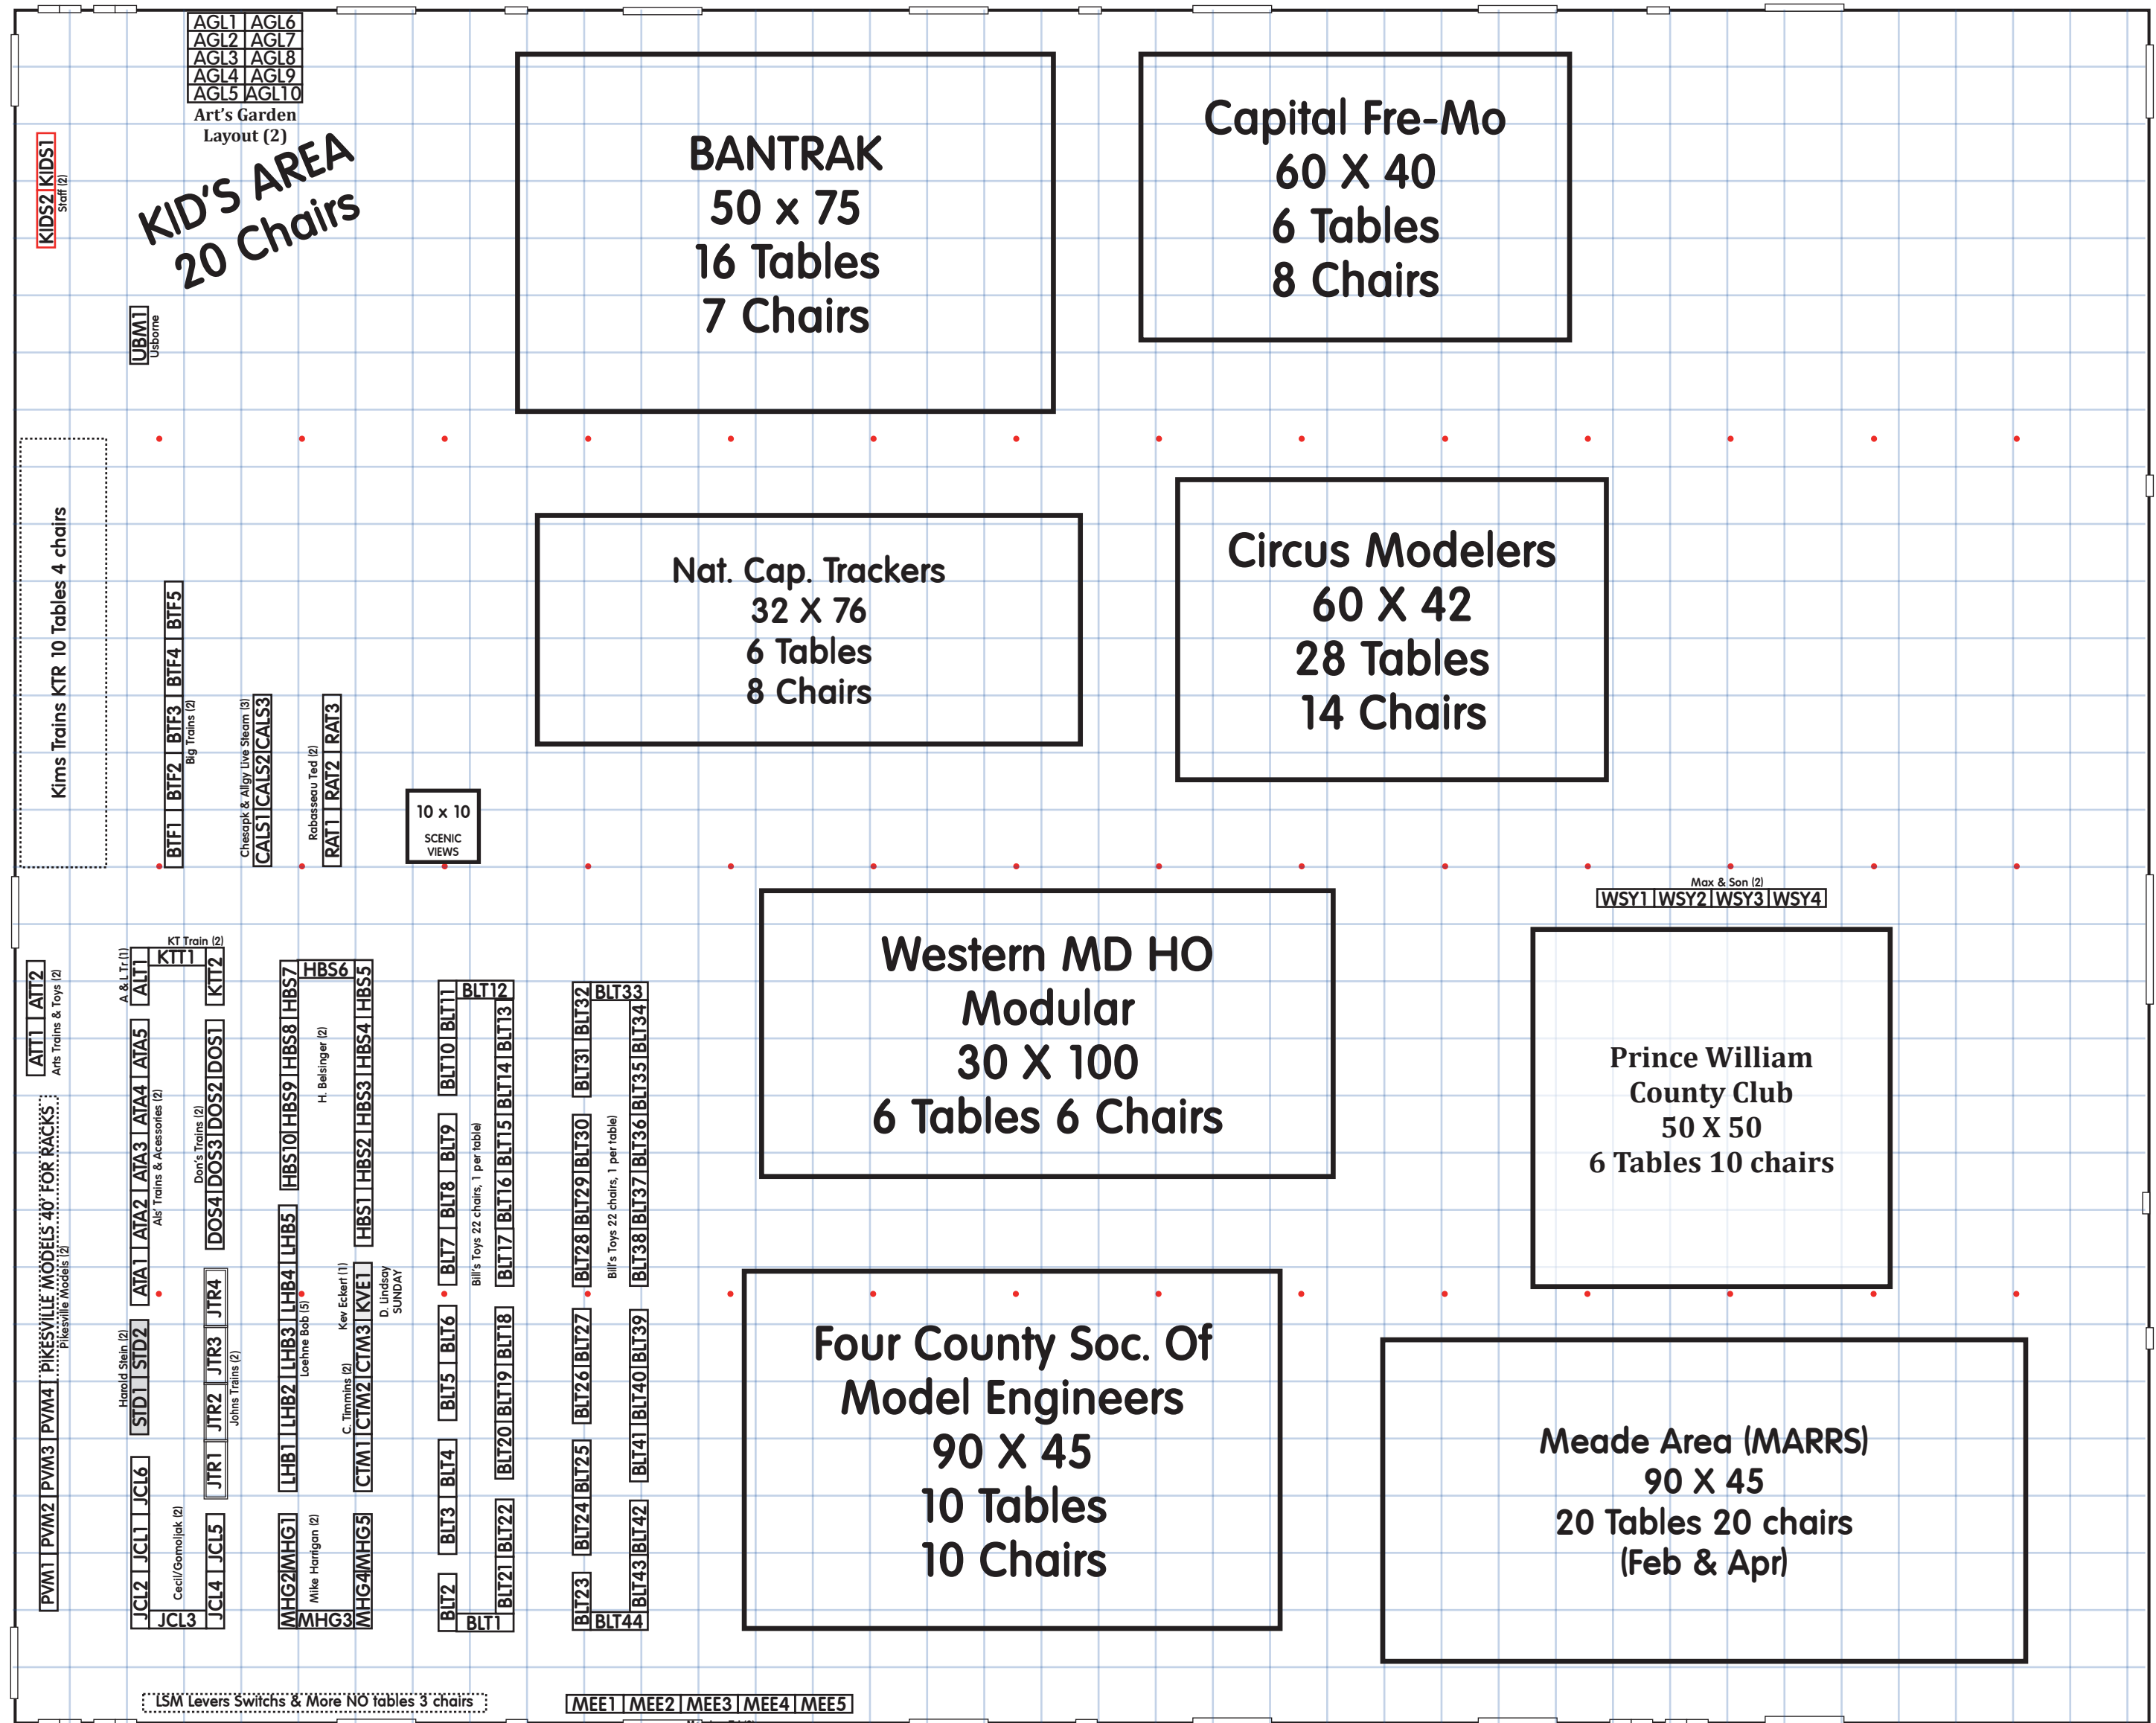 AGL1 AGL6
AGL2 AGL7
AGL3 AGL8
AGL4 AGL9
AGL5 AGL10
Art's Garden
Layout (2)
KIDS2 KIDS1
Staff (2)
KID'S AREA
20 Chairs
UBM1
Usborne
BANTRAK
50 x 75
16 Tables
7 Chairs
Capital Fre-Mo
60 X 40
6 Tables
8 Chairs
Kims Trains KTR 10 Tables 4 chairs
BTF1 BTF2 BTF3 BTF4 BTF5
Big Trains (2)
Chesapk & Allgy Live Steam (3)
CALS1 CALS2 CALS3
Rabasseau Ted (2)
RAT1 RAT2 RAT3
10 x 10
SCENIC
VIEWS
Nat. Cap. Trackers
32 X 76
6 Tables
8 Chairs
Circus Modelers
60 X 42
28 Tables
14 Chairs
Max & Son (2)
WSY1 WSY2 WSY3 WSY4
ATT1 ATT2
Arts Trains & Toys (2)
PVM1 PVM2 PVM3 PVM4 PIKESVILLE MODELS 40' FOR RACKS
Pikesville Models (2)
A & L Tr (1)
ALT1
KT Train (2)
KTT1
KTT2
ATA1 ATA2 ATA3 ATA4 ATA5
Als' Trains & Acessories (2)
Don's Trains (2)
DOS4 DOS3 DOS2 DOS1
Harold Stein (2)
STD1 STD2
JTR1 JTR2 JTR3 JTR4
Johns Trains (2)
JCL2 JCL1 JCL6
Cecil/Gomoljak (2)
JCL3
JCL4 JCL5
HBS10 HBS9 HBS8 HBS7
HBS6
H. Belsinger (2)
HBS1 HBS2 HBS3 HBS4 HBS5
LHB1 LHB2 LHB3 LHB4 LHB5
Loehne Bob (5)
Kev Eckert (1)
C. Timmins (2)
CTM1 CTM2 CTM3 KVE1
D. Lindsay
SUNDAY
MHG2 MHG1
Mike Harrigan (2)
MHG3
MHG4 MHG5
BLT11
BLT10
BLT12
BLT13
BLT14
BLT15
BLT16
BLT17
BLT7 BLT8 BLT9
Bill's Toys 22 chairs, 1 per table)
BLT5 BLT6
BLT20 BLT19 BLT18
BLT3 BLT4
BLT21 BLT22
BLT2
BLT1
BLT31 BLT32
BLT33
BLT38 BLT37 BLT36 BLT35 BLT34
BLT28 BLT29 BLT30
Bill's Toys 22 chairs, 1 per table)
BLT26 BLT27
BLT41 BLT40 BLT39
BLT24 BLT25
BLT43 BLT42
BLT23
BLT44
Western MD HO
Modular
30 X 100
6 Tables 6 Chairs
Prince William
County Club
50 X 50
6 Tables 10 chairs
Four County Soc. Of
Model Engineers
90 X 45
10 Tables
10 Chairs
Meade Area (MARRS)
90 X 45
20 Tables 20 chairs
(Feb & Apr)
LSM Levers Switchs & More NO tables 3 chairs
MEE1 MEE2 MEE3 MEE4 MEE5